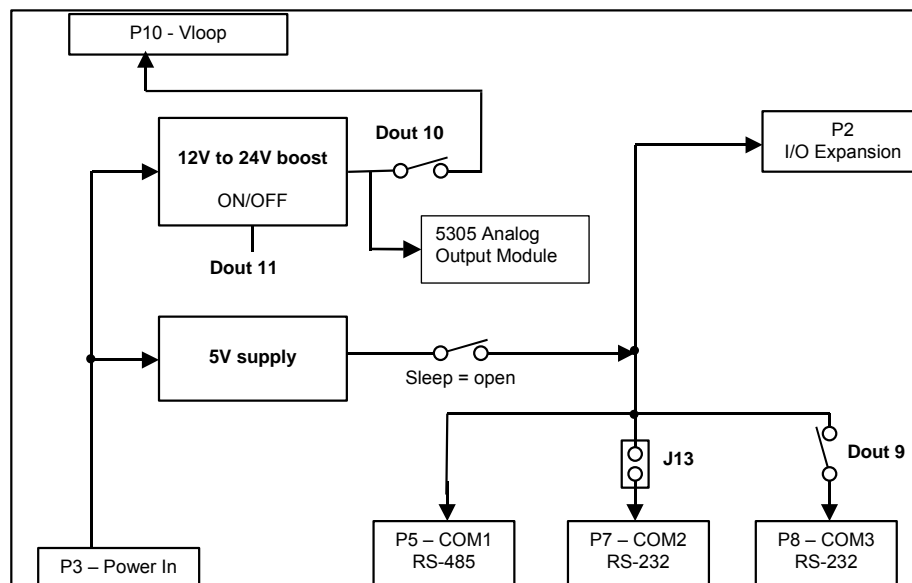 P10 - Vloop
Dout 10
P2
I/O Expansion
12V to 24V boost
ON/OFF
5305 Analog
Output Module
Dout 11
5V supply
Sleep = open
J13
Dout 9
P5 – COM1
RS-485
P7 – COM2
RS-232
P8 – COM3
RS-232
P3 – Power In